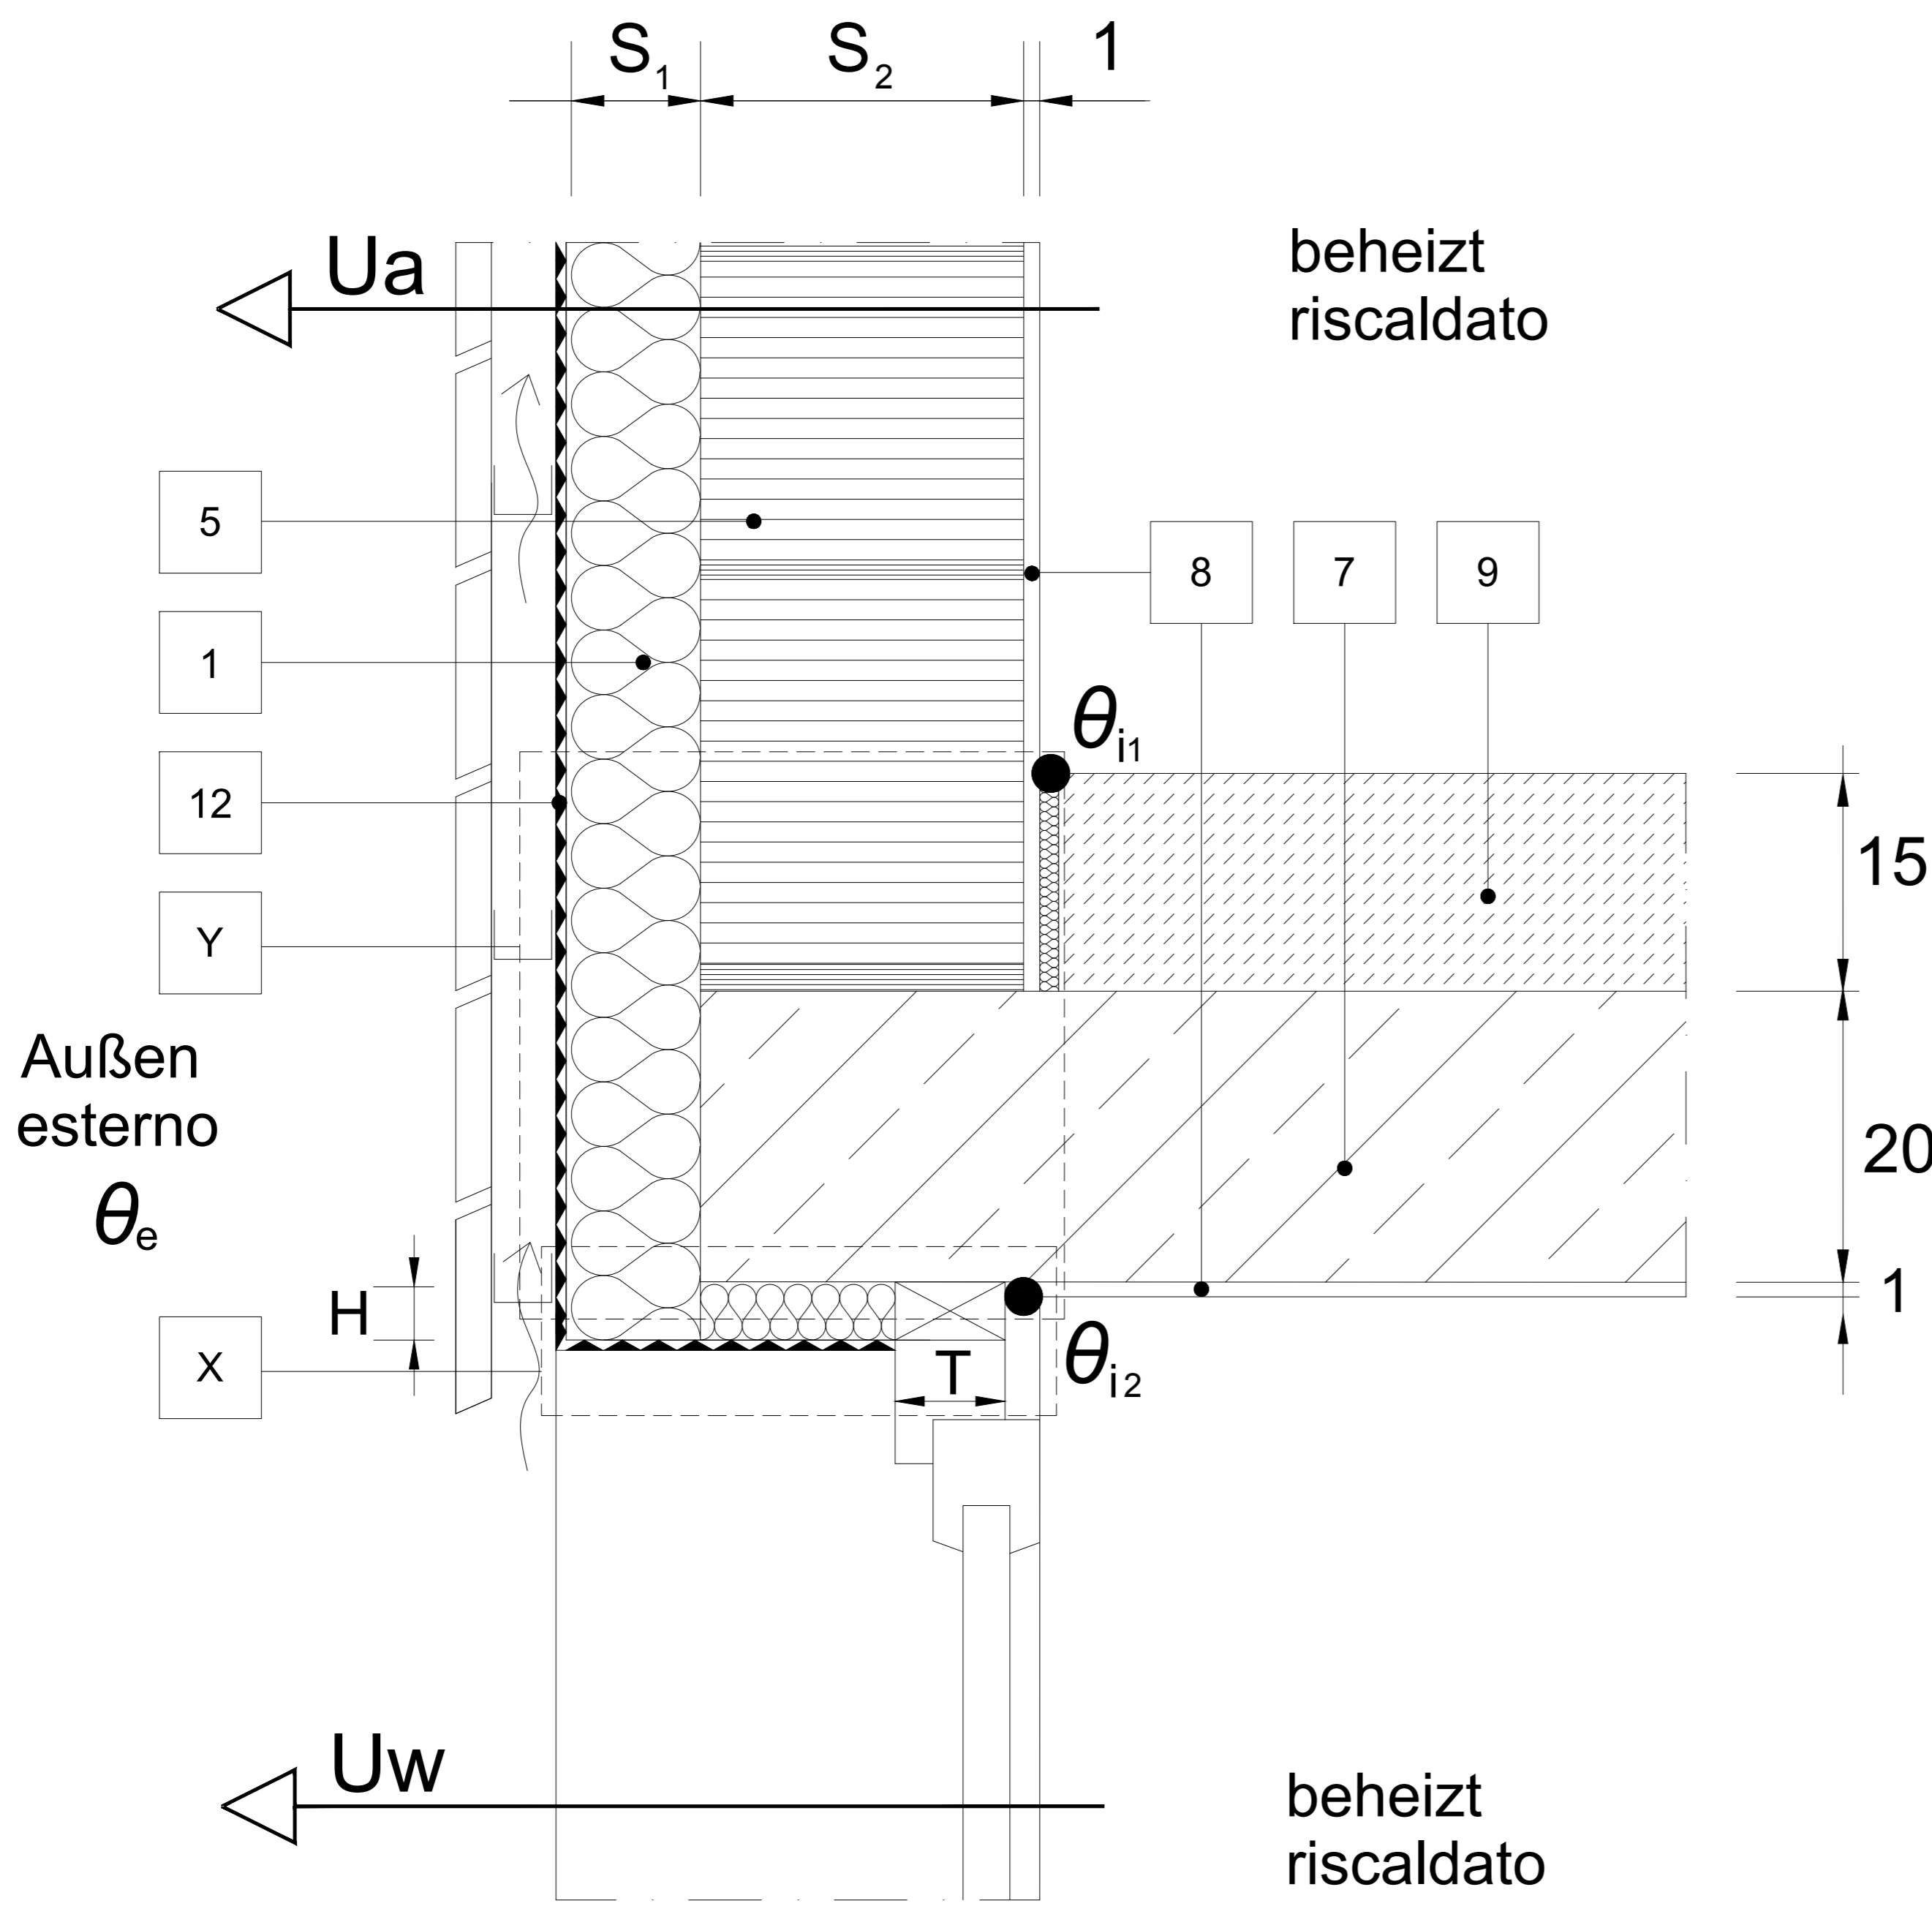 S1 S2 1
Ua
beheizt
riscaldato
5
8 7 9
1
θi1
12
15
Y
Außen
esterno
20
θe
H
1
X
T
θi2
Uw
beheizt
riscaldato